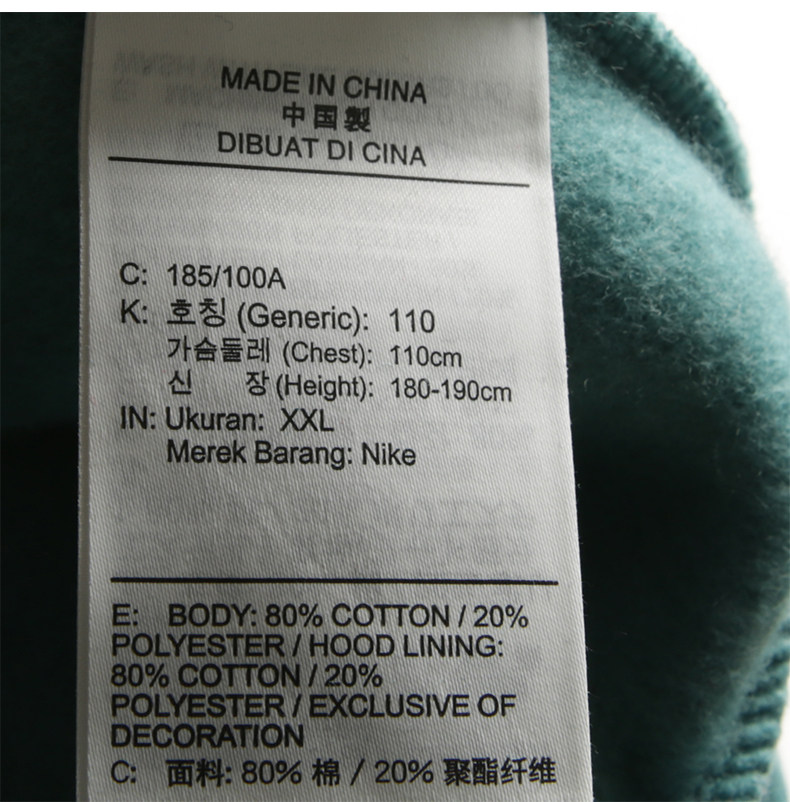 MADE IN CHINA
中国製
DIBUAT DI CINA
C: 185/100A
K: 호칭 (Generic): 110
가슴둘레 (Chest): 110cm
신 장 (Height): 180-190cm
IN: Ukuran: XXL
Merek Barang: Nike
E: BODY: 80% COTTON / 20%
POLYESTER / HOOD LINING:
80% COTTON / 20%
POLYESTER / EXCLUSIVE OF
DECORATION
C: 面料: 80% 棉 / 20% 聚酯纤维